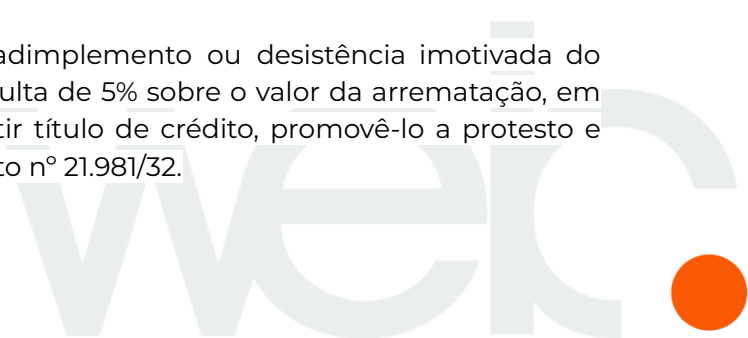 adimplemento ou desistência imotivada do
ulta de 5% sobre o valor da arrematação, em
tir título de crédito, promovê-lo a protesto e
to nº 21.981/32.